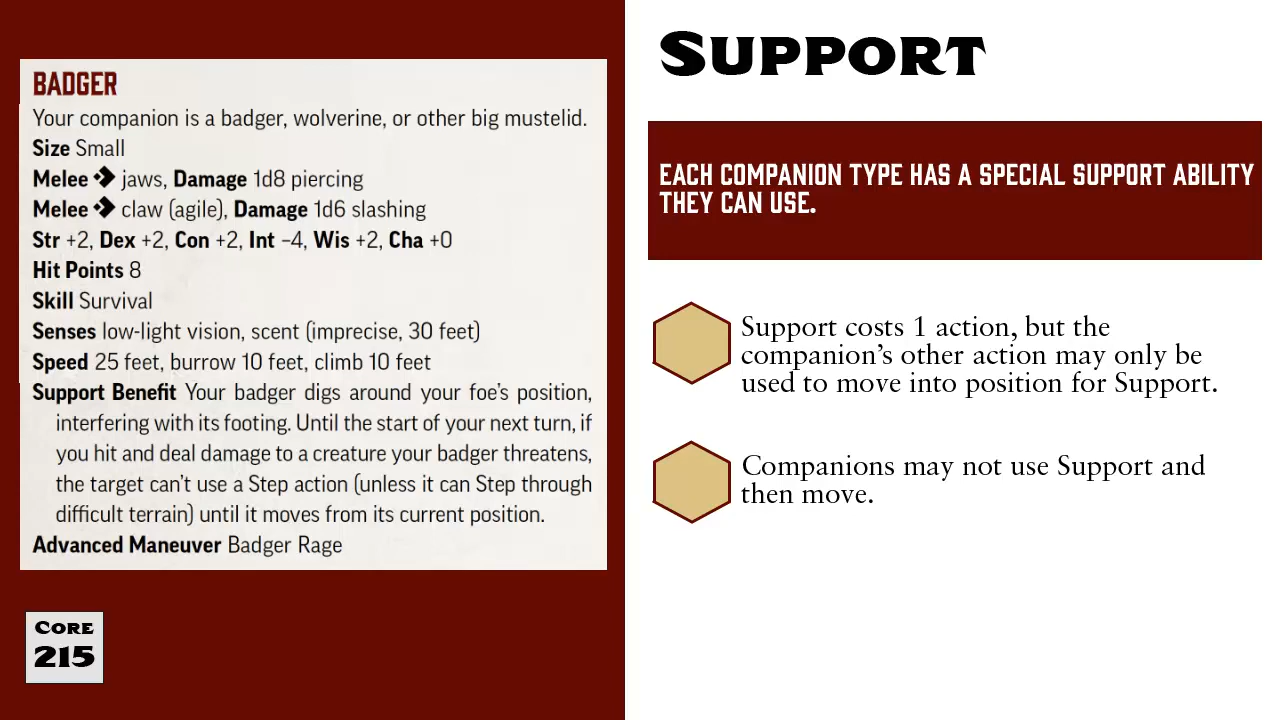 BADGER
Your companion is a badger, wolverine, or other big mustelid.
Size Small
Melee jaws, Damage 1d8 piercing
Melee claw (agile), Damage 1d6 slashing
Str +2, Dex +2, Con +2, Int −4, Wis +2, Cha +0
Hit Points 8
Skill Survival
Senses low-light vision, scent (imprecise, 30 feet)
Speed 25 feet, burrow 10 feet, climb 10 feet
Support Benefit Your badger digs around your foe's position,
interfering with its footing. Until the start of your next turn, if
you hit and deal damage to a creature your badger threatens,
the target can't use a Step action (unless it can Step through
difficult terrain) until it moves from its current position.
Advanced Maneuver Badger Rage
CORE
215
SUPPORT
EACH COMPANION TYPE HAS A SPECIAL SUPPORT ABILITY
THEY CAN USE.
Support costs 1 action, but the
companion's other action may only be
used to move into position for Support.
Companions may not use Support and
then move.